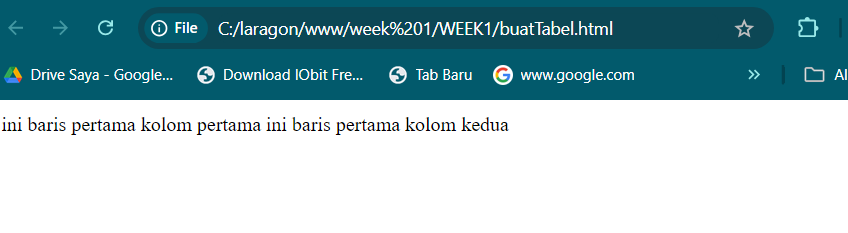 File C:/laragon/www/week%201/WEEK1/buatTabel.html
Drive Saya - Google... Download IObit Fre... Tab Baru www.google.com » Al
ini baris pertama kolom pertama ini baris pertama kolom kedua